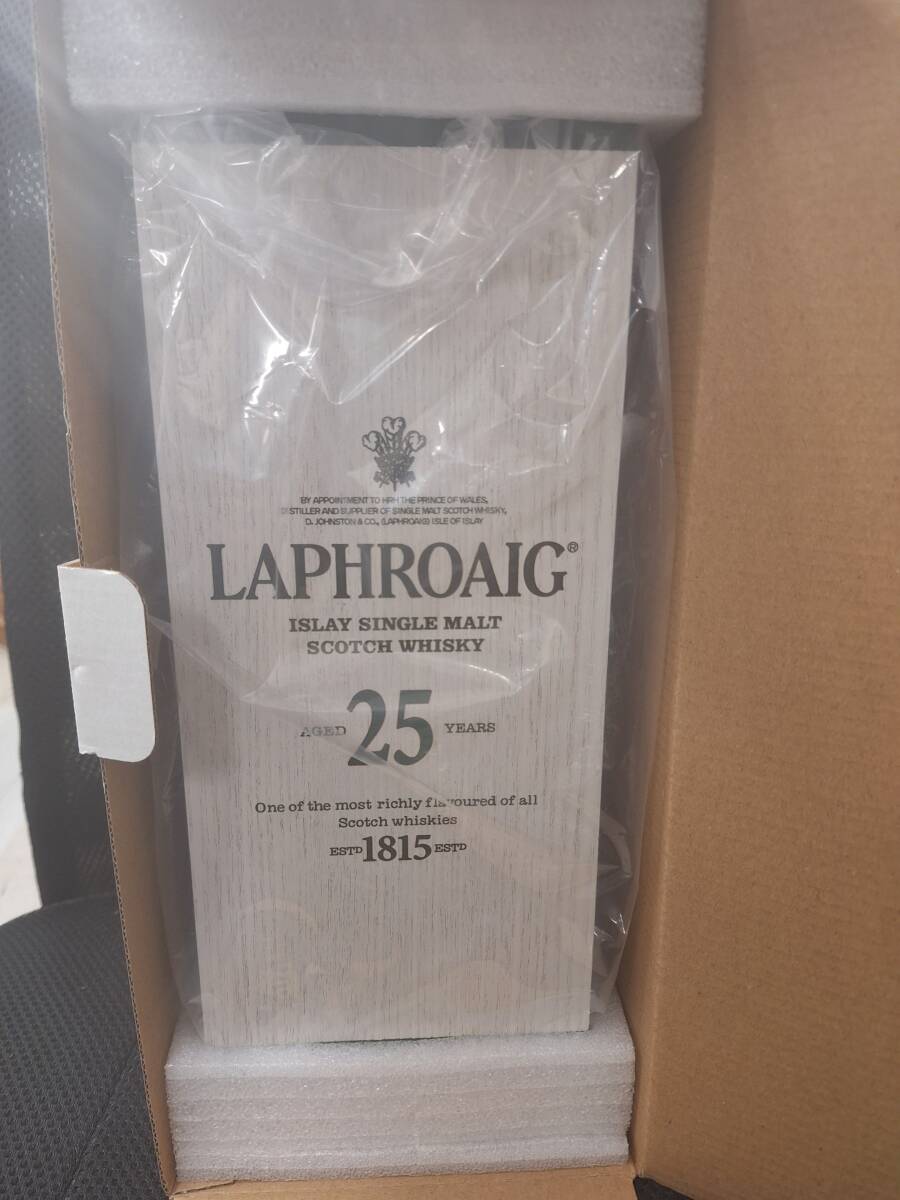 BY APPOINTMENT TO HRH THE PRINCE OF WALES,
DISTILLER AND SUPPLIER OF SINGLE MALT SCOTCH WHISKY,
D. JOHNSTON & CO., (LAPHROAIG) ISLE OF ISLAY
LAPHROAIG®
ISLAY SINGLE MALT
SCOTCH WHISKY
AGED 25 YEARS
One of the most richly flavoured of all
Scotch whiskies
ESTD 1815 ESTD